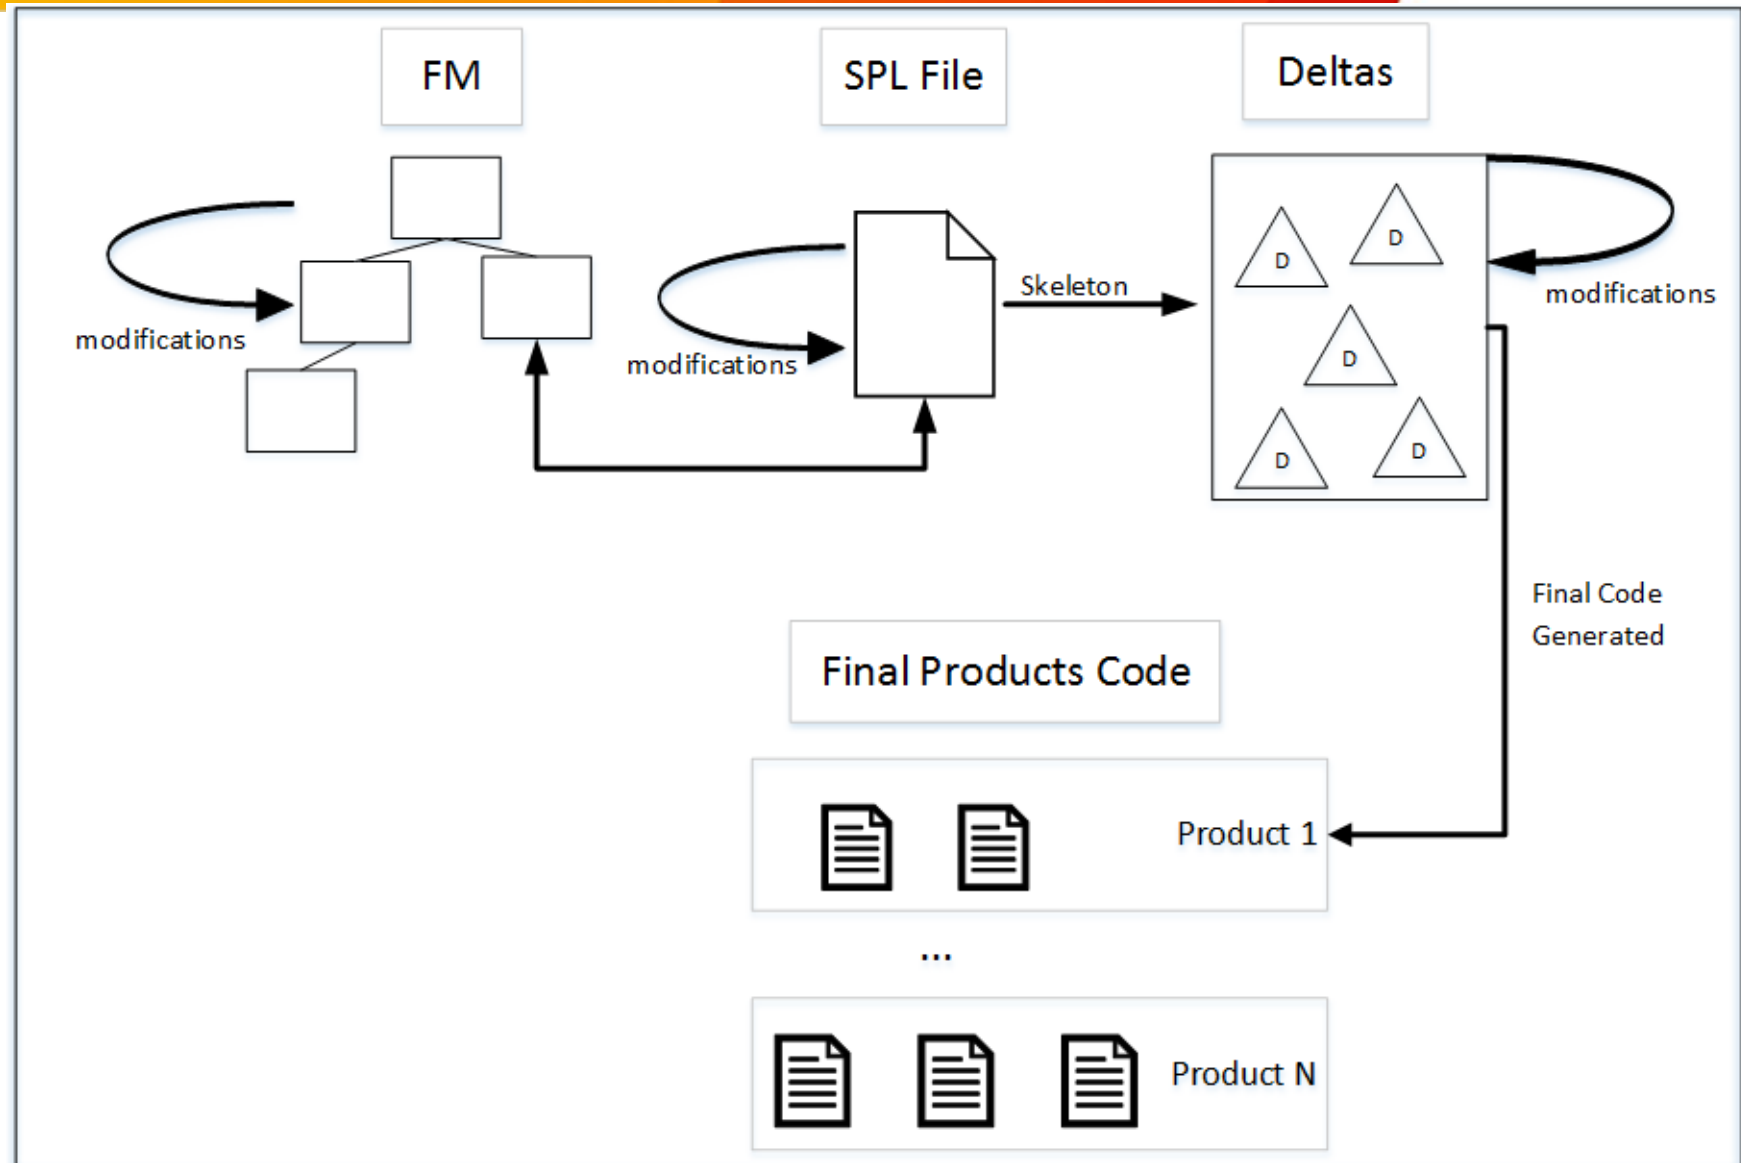 FM
SPL File
Deltas
modifications
modifications
Skeleton
D
D
D
D
D
modifications
Final Code
Generated
Final Products Code
Product 1
...
Product N